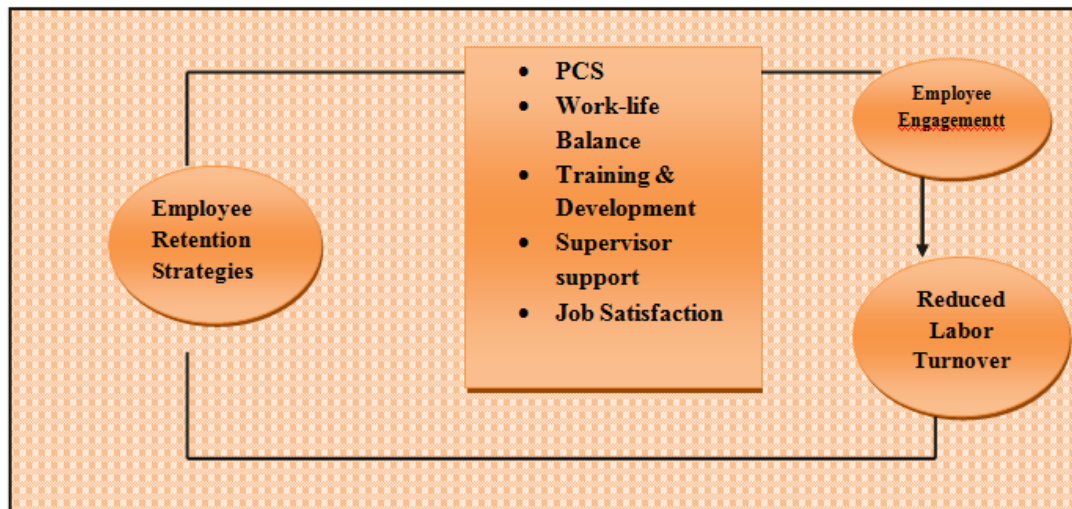 Employee
Retention
Strategies
• PCS
• Work-life
Balance
• Training &
Development
• Supervisor
support
• Job Satisfaction
Employee
Engagementt
Reduced
Labor
Turnover